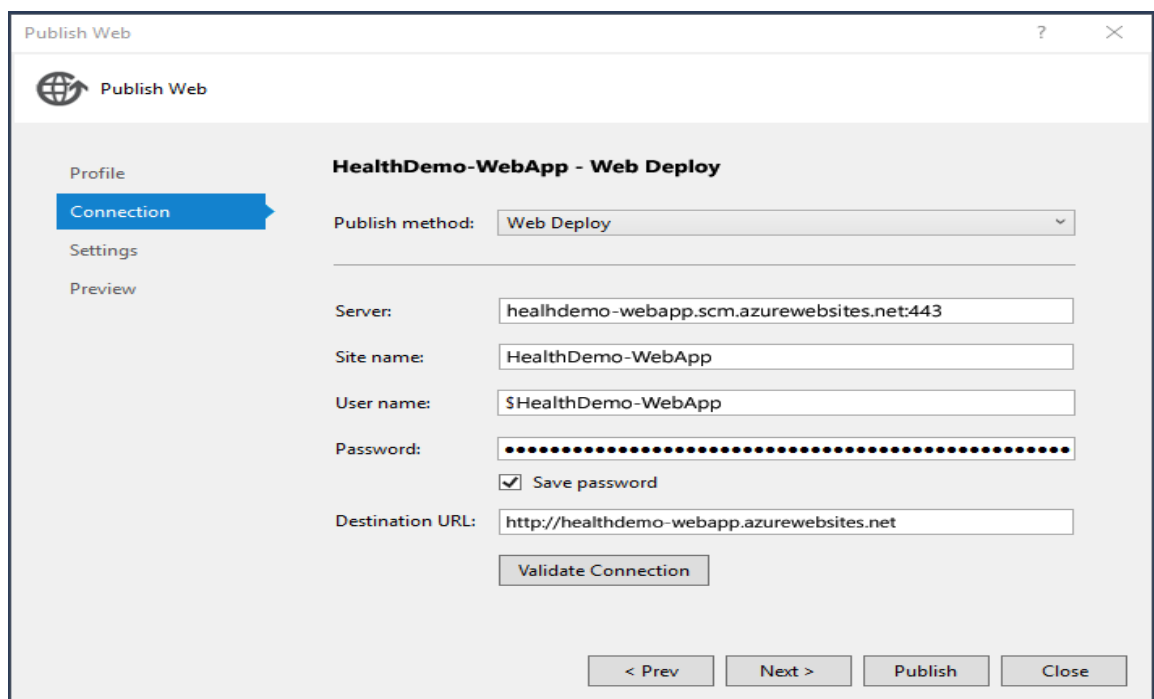 Publish Web
?
Publish Web
Profile
Connection
Settings
Preview
HealthDemo-WebApp - Web Deploy
Publish method: Web Deploy
Server: healhdemo-webapp.scm.azurewebsites.net:443
Site name: HealthDemo-WebApp
User name: $HealthDemo-WebApp
Password:
Save password
Destination URL: http://healthdemo-webapp.azurewebsites.net
Validate Connection
< Prev Next > Publish Close